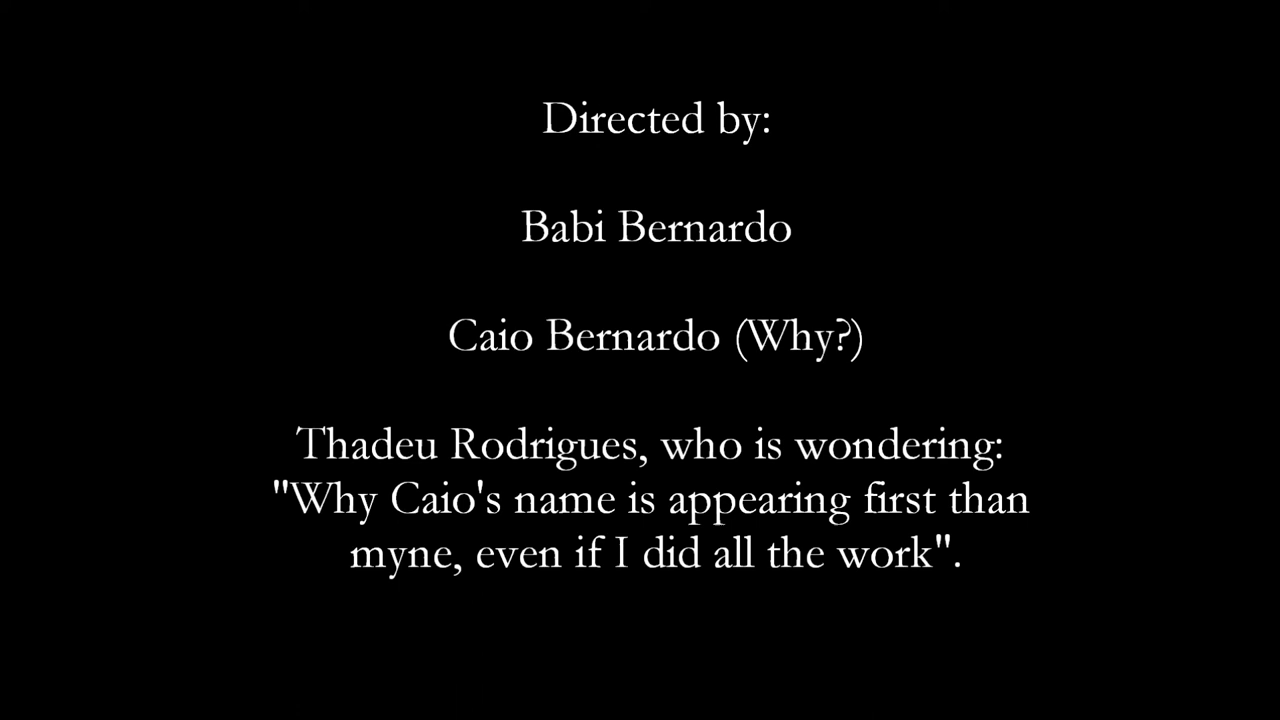 Directed by:
Babi Bernardo
Caio Bernardo (Why?)
Thadeu Rodrigues, who is wondering:
"Why Caio's name is appearing first than
myne, even if I did all the work".